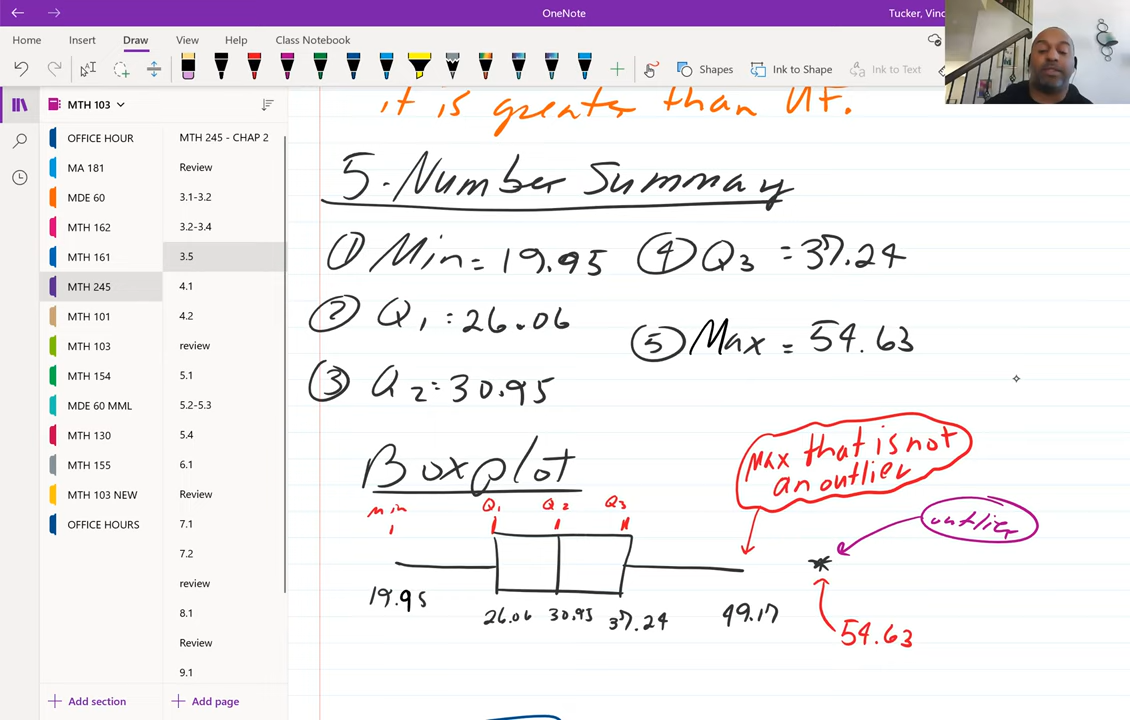 OneNote
Tucker, Vinc
Home Insert Draw View Help Class Notebook
Shapes Ink to Shape Ink to Text
MTH 103
OFFICE HOUR
MA 181
MDE 60
MTH 162
MTH 161
MTH 245
MTH 101
MTH 103
MTH 154
MDE 60 MML
MTH 130
MTH 155
MTH 103 NEW
OFFICE HOURS
Add section
MTH 245 - CHAP 2
Review
3.1-3.2
3.2-3.4
3.5
4.1
4.2
review
5.1
5.2-5.3
5.4
6.1
Review
7.1
7.2
review
8.1
Review
9.1
Add page
it is greater than UF.
5-Number Summary
① Min = 19.95 ④ Q3 = 37.24
② Q1 = 26.06
⑤ Max = 54.63
③ Q2 = 30.95
Boxplot
Max that is not
an outlier
outlier
min Q1 Q2 Q3
*
19.95 26.06 30.95 37.24 49.17
54.63